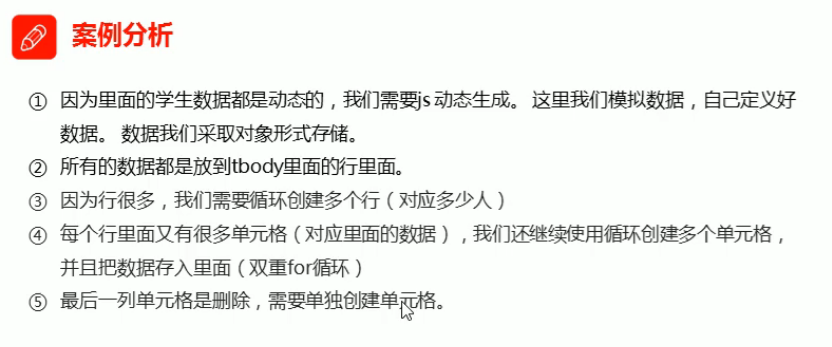 案例分析
① 因为里面的学生数据都是动态的，我们需要js 动态生成。 这里我们模拟数据，自己定义好
数据。 数据我们采取对象形式存储。
② 所有的数据都是放到tbody里面的行里面。
③ 因为行很多，我们需要循环创建多个行（对应多少人）
④ 每个行里面又有很多单元格（对应里面的数据），我们还继续使用循环创建多个单元格，
并且把数据存入里面（双重for循环）
⑤ 最后一列单元格是删除，需要单独创建单元格。